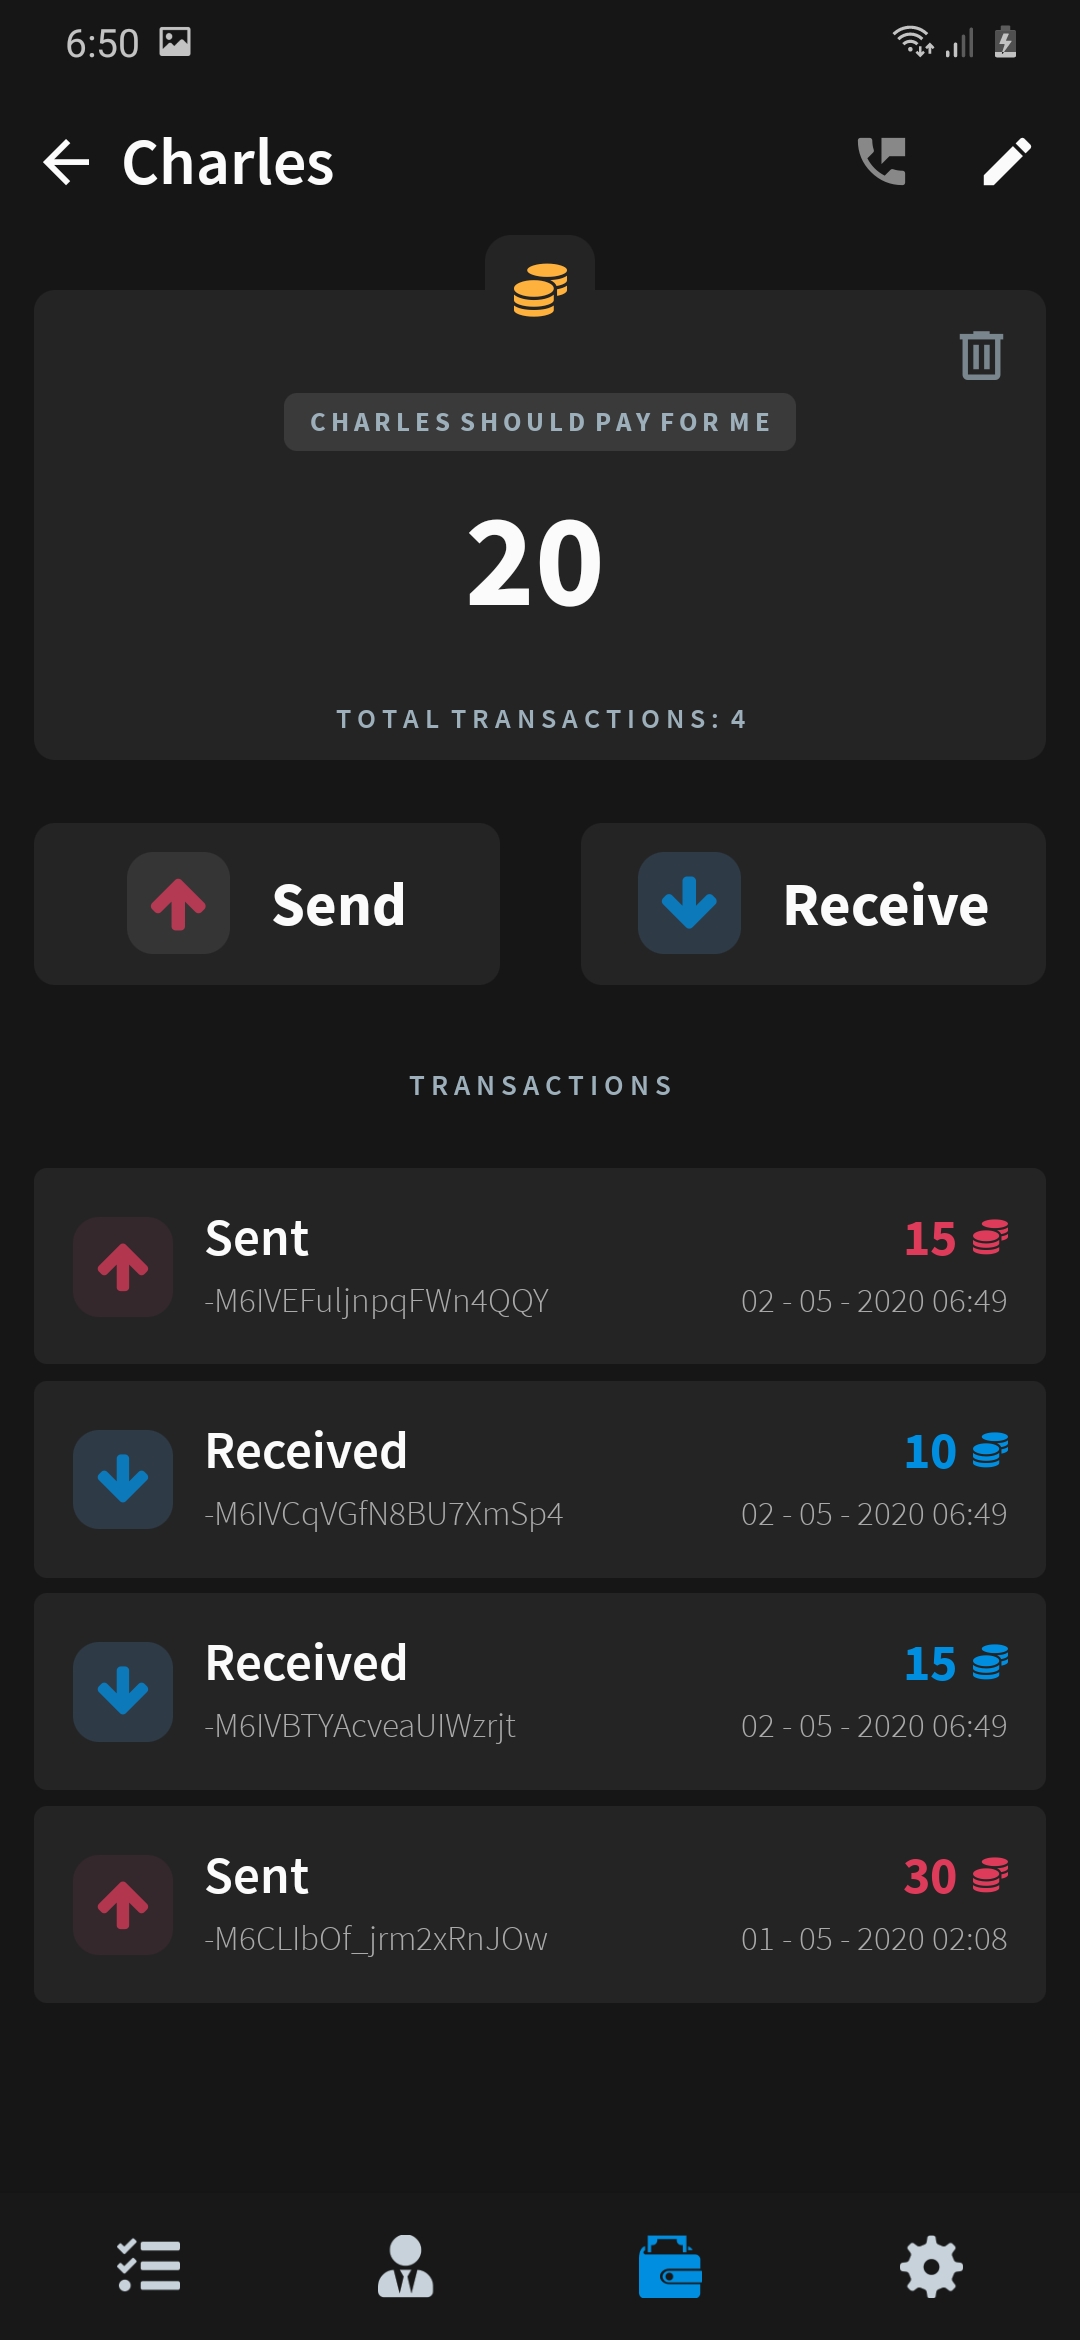 6:50
Charles
CHARLES SHOULD PAY FOR ME
20
TOTAL TRANSACTIONS: 4
Send
Receive
TRANSACTIONS
Sent
15
-M6IVEFuljnpqFWn4QQY
02 - 05 - 2020 06:49
Received
10
-M6IVCqVGfN8BU7XmSp4
02 - 05 - 2020 06:49
Received
15
-M6IVBTYAcveaUIWzrjt
02 - 05 - 2020 06:49
Sent
30
-M6CLIbOf_jrm2xRnJOw
01 - 05 - 2020 02:08